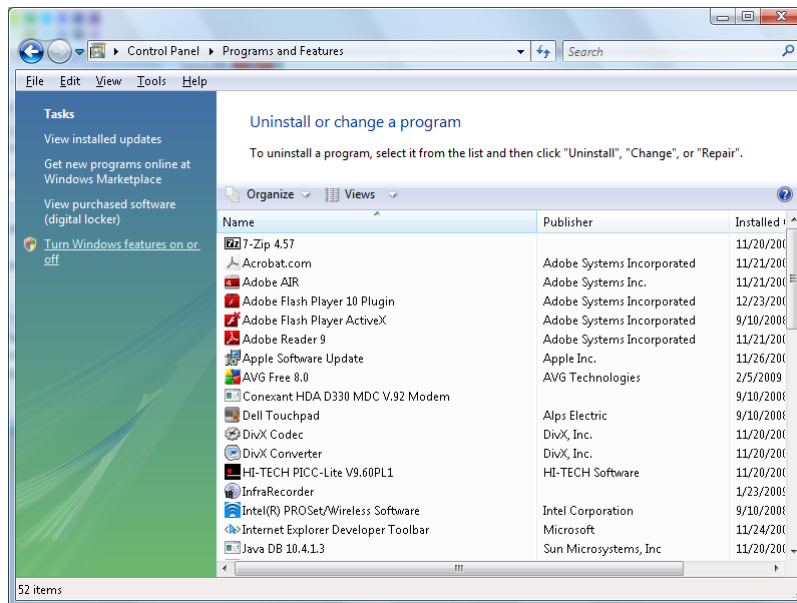 Control Panel Programs and Features Search
File Edit View Tools Help
Tasks
View installed updates
Get new programs online at
Windows Marketplace
View purchased software
(digital locker)
Turn Windows features on or
off
Uninstall or change a program
To uninstall a program, select it from the list and then click "Uninstall", "Change", or "Repair".
Organize Views
Name Publisher Installed
7-Zip 4.57 11/20/200
Acrobat.com Adobe Systems Incorporated 11/21/200
Adobe AIR Adobe Systems Inc. 11/21/200
Adobe Flash Player 10 Plugin Adobe Systems Incorporated 12/23/200
Adobe Flash Player ActiveX Adobe Systems Incorporated 9/10/2008
Adobe Reader 9 Adobe Systems Incorporated 11/21/200
Apple Software Update Apple Inc. 11/26/200
AVG Free 8.0 AVG Technologies 2/5/2009
Conexant HDA D330 MDC V.92 Modem 9/10/2008
Dell Touchpad Alps Electric 9/10/2008
DivX Codec DivX, Inc. 11/20/200
DivX Converter DivX, Inc. 11/20/200
HI-TECH PICC-Lite V9.60PL1 HI-TECH Software 11/20/200
InfraRecorder 1/23/2009
Intel(R) PROSet/Wireless Software Intel Corporation 9/10/2008
Internet Explorer Developer Toolbar Microsoft 11/24/200
Java DB 10.4.1.3 Sun Microsystems, Inc 11/20/200
52 items